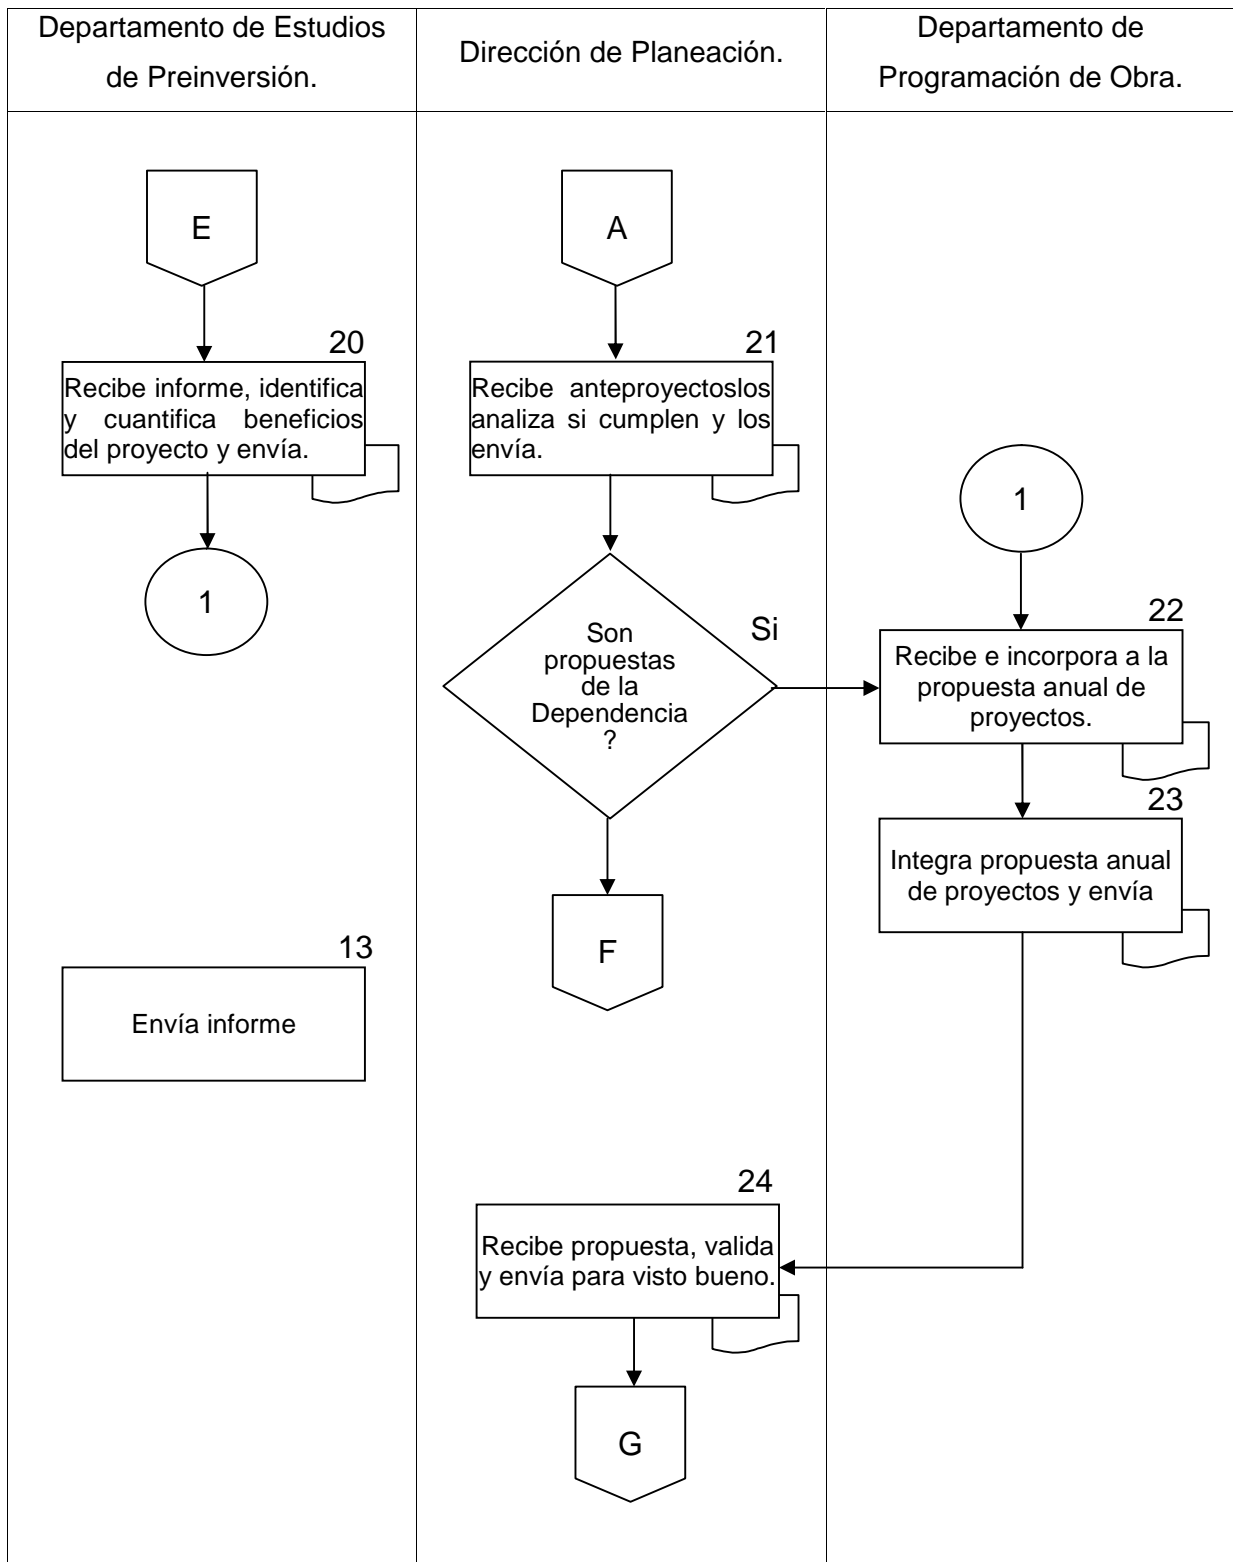 Departamento de Estudios
de Preinversión.
Dirección de Planeación.
Departamento de
Programación de Obra.
E
20
Recibe informe, identifica
y cuantifica beneficios
del proyecto y envía.
1
13
Envía informe
A
21
Recibe anteproyectoslos
analiza si cumplen y los
envía.
Son
propuestas
de la
Dependencia
?
Si
F
1
22
Recibe e incorpora a la
propuesta anual de
proyectos.
23
Integra propuesta anual
de proyectos y envía
24
Recibe propuesta, valida
y envía para visto bueno.
G